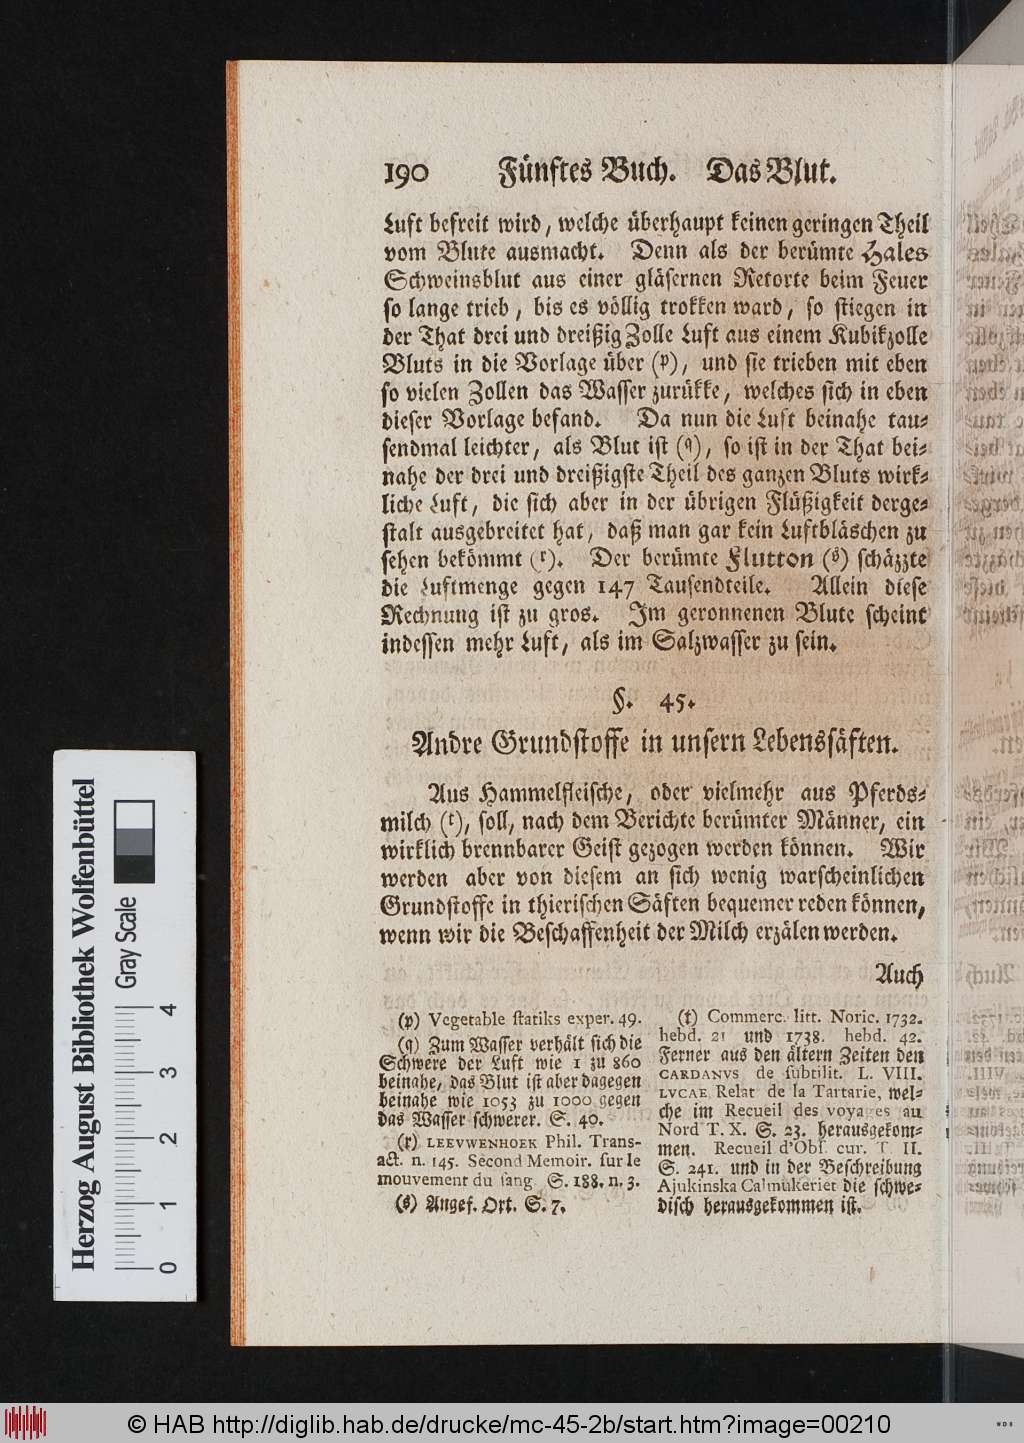 190 Fünftes Buch. Das Blut.
Luft befreit wird, welche überhaupt keinen geringen Theil
vom Blute ausmacht. Denn als der berümte Hales
Schweinsblut aus einer gläsernen Retorte beim Feuer
so lange trieb, bis es völlig trokken ward, so stiegen in
der That drei und dreißig Zolle Luft aus einem Kubikzolle
Bluts in die Vorlage über (p), und sie trieben mit eben
so vielen Zollen das Wasser zurükke, welches sich in eben
dieser Vorlage befand. Da nun die Luft beinahe tau-
sendmal leichter, als Blut ist (q), so ist in der That bei-
nahe der drei und dreißigste Theil des ganzen Bluts wirk-
liche Luft, die sich aber in der übrigen Flüßigkeit derge-
stalt ausgebreitet hat, daß man gar kein Luftbläschen zu
sehen bekömmt (r). Der berümte Flutton (s) schäzzte
die Luftmenge gegen 147 Tausendteile. Allein diese
Rechnung ist zu gros. Im geronnenen Blute scheint
indessen mehr Luft, als im Salzwasser zu sein.
§. 45.
Andre Grundstoffe in unsern Lebenssäften.
Aus Hammelfleische, oder vielmehr aus Pferds-
milch (t), soll, nach dem Berichte berümter Männer, ein
wirklich brennbarer Geist gezogen werden können. Wir
werden aber von diesem an sich wenig warscheinlichen
Grundstoffe in thierischen Säften bequemer reden können,
wenn wir die Beschaffenheit der Milch erzälen werden.
Auch
(p) Vegetable statiks exper. 49.
(q) Zum Wasser verhält sich die
Schwere der Luft wie 1 zu 860
beinahe, das Blut ist aber dagegen
beinahe wie 1053 zu 1000 gegen
das Wasser schwerer. S. 40.
(r) LEEVWENHOEK Phil. Trans-
act. n. 145. Second Memoir. sur le
mouvement du sang S. 188. n. 3.
(s) Angef. Ort. S. 7.
(t) Commerc. litt. Noric. 1732.
hebd. 21 und 1738. hebd. 42.
Ferner aus den ältern Zeiten den
CARDANVS de subtilit. L. VIII.
LVCAE Relat de la Tartarie, wel-
che im Recueil des voyages au
Nord T. X. S. 23. herausgekom-
men. Recueil d'Obs. cur. T. II.
S. 241. und in der Beschreibung
Ajukinska Calmukeriet die schwe-
disch herausgekommen ist.
Herzog August Bibliothek Wolfenbüttel
Gray Scale
0 1 2 3 4
© HAB http://diglib.hab.de/drucke/mc-45-2b/start.htm?image=00210